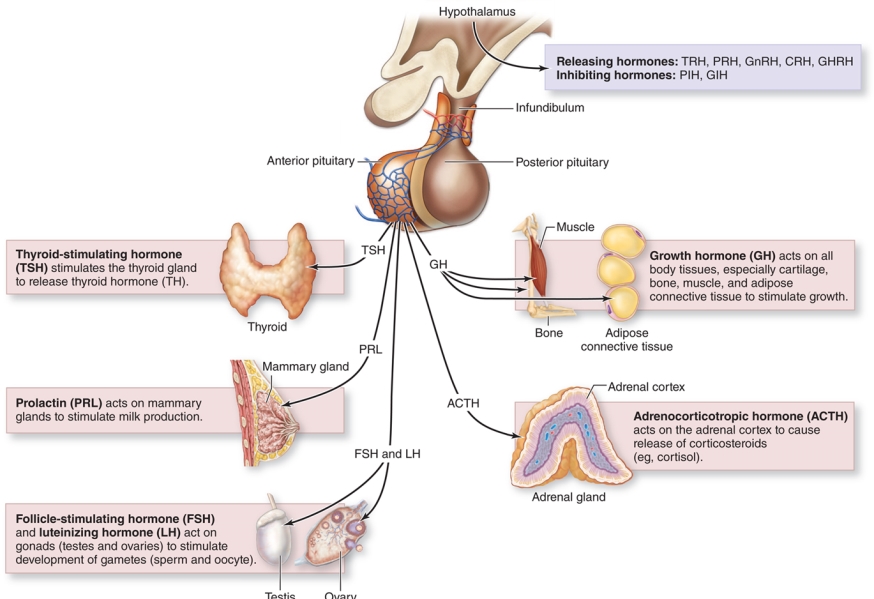 Hypothalamus
Releasing hormones: TRH, PRH, GnRH, CRH, GHRH
Inhibiting hormones: PIH, GIH
Infundibulum
Anterior pituitary
Posterior pituitary
Muscle
TSH
GH
Thyroid-stimulating hormone
(TSH) stimulates the thyroid gland
to release thyroid hormone (TH).
Growth hormone (GH) acts on all
body tissues, especially cartilage,
bone, muscle, and adipose
connective tissue to stimulate growth.
Thyroid
Bone
Adipose
connective tissue
PRL
Mammary gland
Adrenal cortex
Prolactin (PRL) acts on mammary
glands to stimulate milk production.
ACTH
Adrenocorticotropic hormone (ACTH)
acts on the adrenal cortex to cause
release of corticosteroids
(eg, cortisol).
FSH and LH
Adrenal gland
Follicle-stimulating hormone (FSH)
and luteinizing hormone (LH) act on
gonads (testes and ovaries) to stimulate
development of gametes (sperm and oocyte).
Testis
Ovary